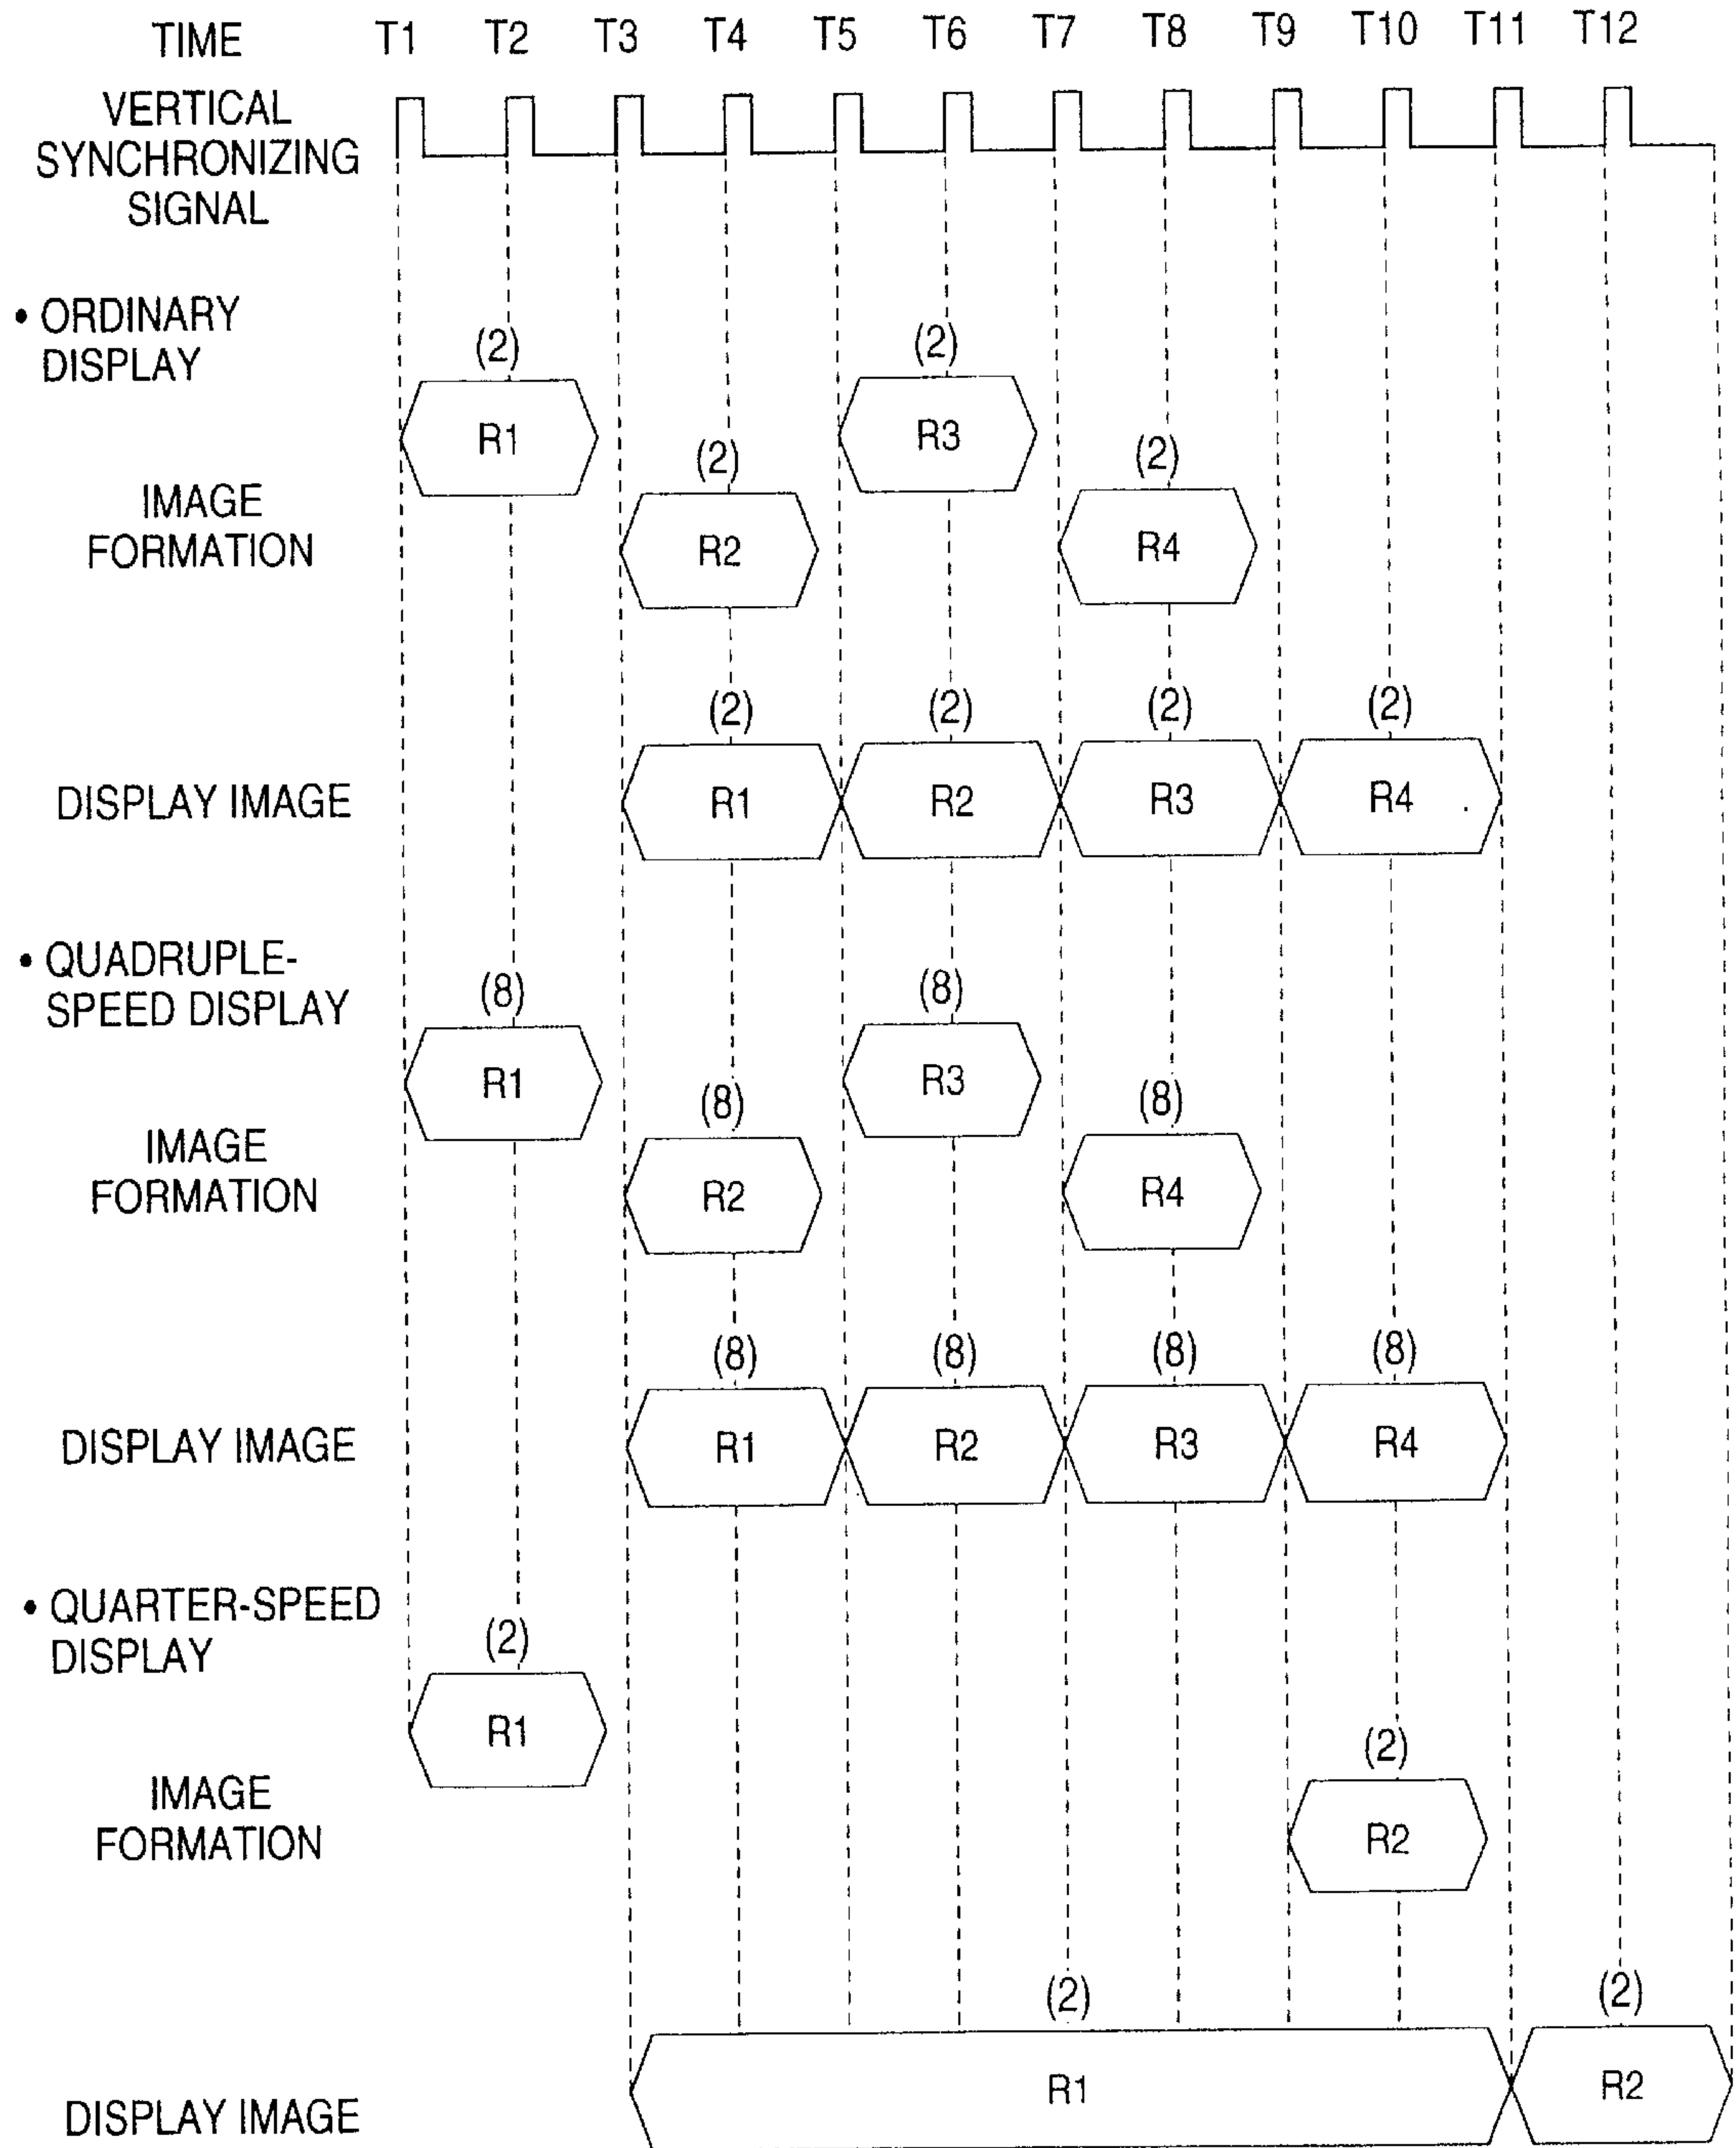 TIME T1 T2 T3 T4 T5 T6 T7 T8 T9 T10 T11 T12
VERTICAL
SYNCHRONIZING
SIGNAL
• ORDINARY
DISPLAY
(2) (2)
R1 R3
(2) (2)
IMAGE
FORMATION
R2 R4
(2) (2) (2) (2)
DISPLAY IMAGE R1 R2 R3 R4
• QUADRUPLE-
SPEED DISPLAY
(8) (8)
R1 R3
(8) (8)
IMAGE
FORMATION
R2 R4
(8) (8) (8) (8)
DISPLAY IMAGE R1 R2 R3 R4
• QUARTER-SPEED
DISPLAY
(2)
R1
(2)
IMAGE
FORMATION
R2
(2) (2)
DISPLAY IMAGE R1 R2